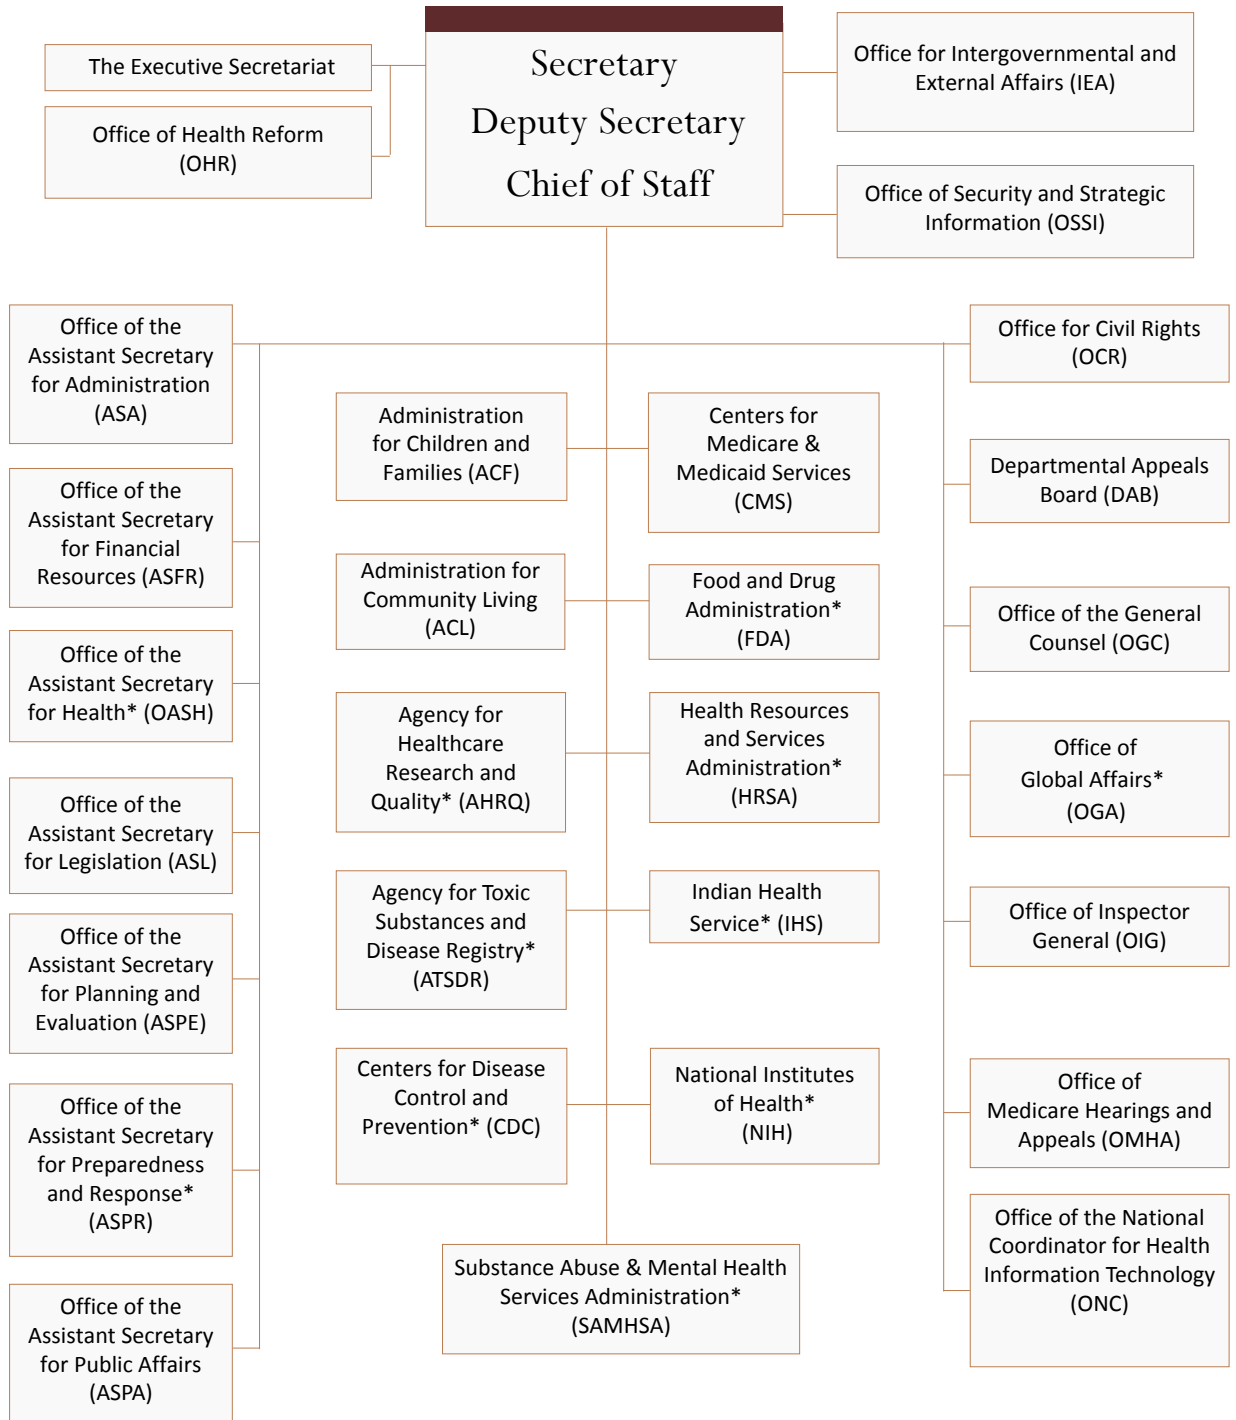 The Executive Secretariat
Office of Health Reform
(OHR)
Secretary
Deputy Secretary
Chief of Staff
Office for Intergovernmental and
External Affairs (IEA)
Office of Security and Strategic
Information (OSSI)
Office of the
Assistant Secretary
for Administration
(ASA)
Office of the
Assistant Secretary
for Financial
Resources (ASFR)
Office of the
Assistant Secretary
for Health* (OASH)
Office of the
Assistant Secretary
for Legislation (ASL)
Office of the
Assistant Secretary
for Planning and
Evaluation (ASPE)
Office of the
Assistant Secretary
for Preparedness
and Response*
(ASPR)
Office of the
Assistant Secretary
for Public Affairs
(ASPA)
Administration
for Children and
Families (ACF)
Administration for
Community Living
(ACL)
Agency for
Healthcare
Research and
Quality* (AHRQ)
Agency for Toxic
Substances and
Disease Registry*
(ATSDR)
Centers for Disease
Control and
Prevention* (CDC)
Centers for
Medicare &
Medicaid Services
(CMS)
Food and Drug
Administration*
(FDA)
Health Resources
and Services
Administration*
(HRSA)
Indian Health
Service* (IHS)
National Institutes
of Health*
(NIH)
Substance Abuse & Mental Health
Services Administration*
(SAMHSA)
Office for Civil Rights
(OCR)
Departmental Appeals
Board (DAB)
Office of the General
Counsel (OGC)
Office of
Global Affairs*
(OGA)
Office of Inspector
General (OIG)
Office of
Medicare Hearings and
Appeals (OMHA)
Office of the National
Coordinator for Health
Information Technology
(ONC)